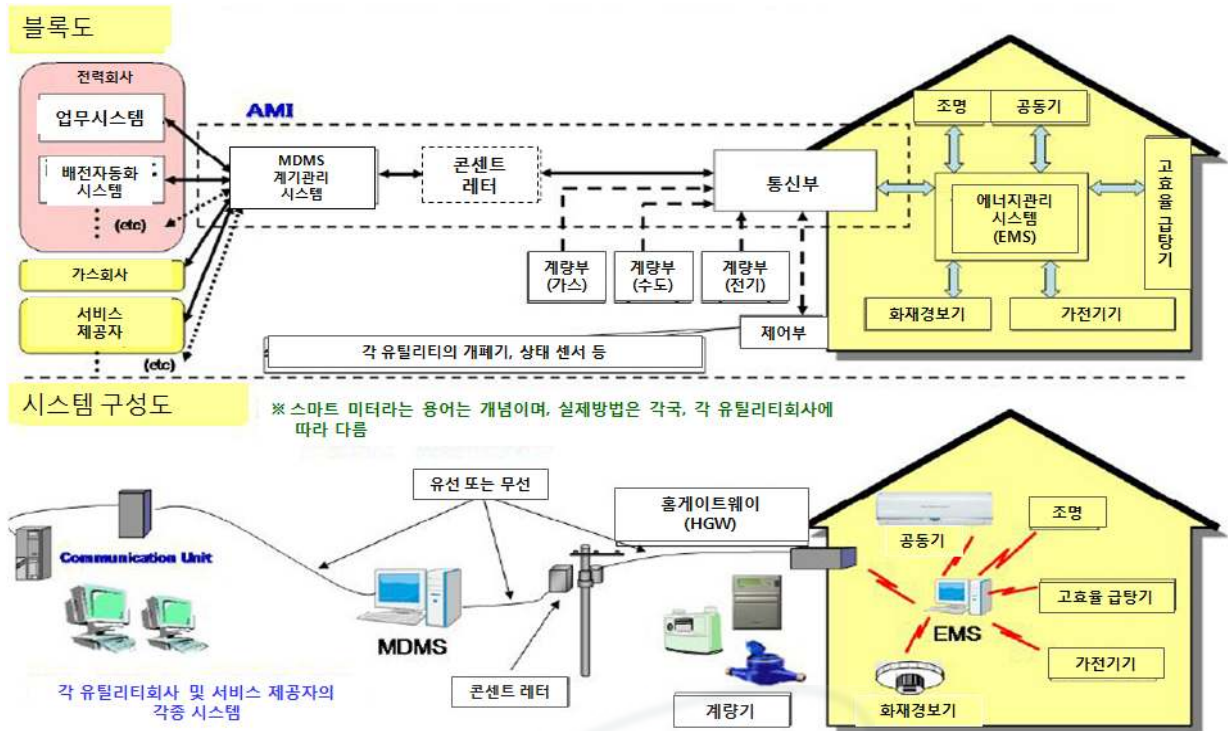 블록도
전력회사
업무시스템
배전자동화
시스템
(etc)
가스회사
서비스
제공자
(etc)
AMI
MDMS
계기관리
시스템
콘센트
레터
통신부
계량부
(가스)
계량부
(수도)
계량부
(전기)
제어부
각 유틸리티의 개폐기, 상태 센서 등
조명
공동기
에너지관리
시스템
(EMS)
고효율 급탕기
화재경보기
가전기기
시스템 구성도
※ 스마트 미터라는 용어는 개념이며, 실제방법은 각국, 각 유틸리티회사에
따라 다름
유선 또는 무선
홈게이트웨이
(HGW)
Communication Unit
MDMS
콘센트 레터
각 유틸리티회사 및 서비스 제공자의
각종 시스템
계량기
공동기
조명
고효율 급탕기
EMS
가전기기
화재경보기